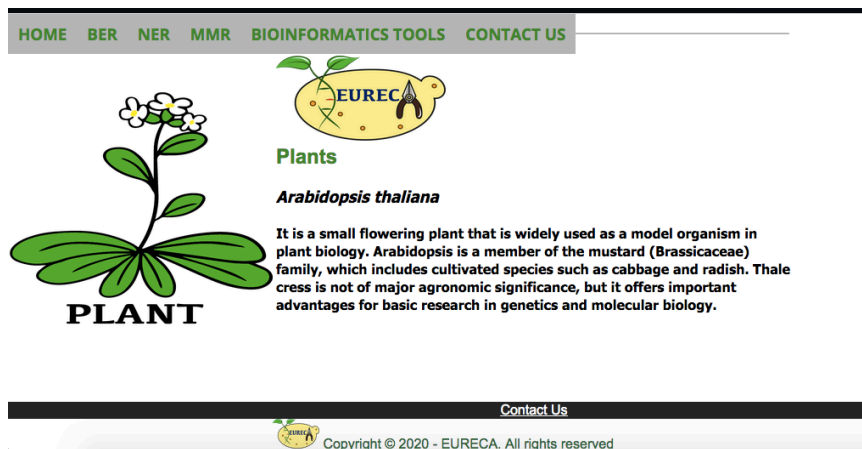 HOME BER NER MMR BIOINFORMATICS TOOLS CONTACT US
EURECA
Plants
Arabidopsis thaliana
It is a small flowering plant that is widely used as a model organism in
plant biology. Arabidopsis is a member of the mustard (Brassicaceae)
family, which includes cultivated species such as cabbage and radish. Thale
cress is not of major agronomic significance, but it offers important
advantages for basic research in genetics and molecular biology.
PLANT
Contact Us
EURECA
Copyright © 2020 - EURECA. All rights reserved